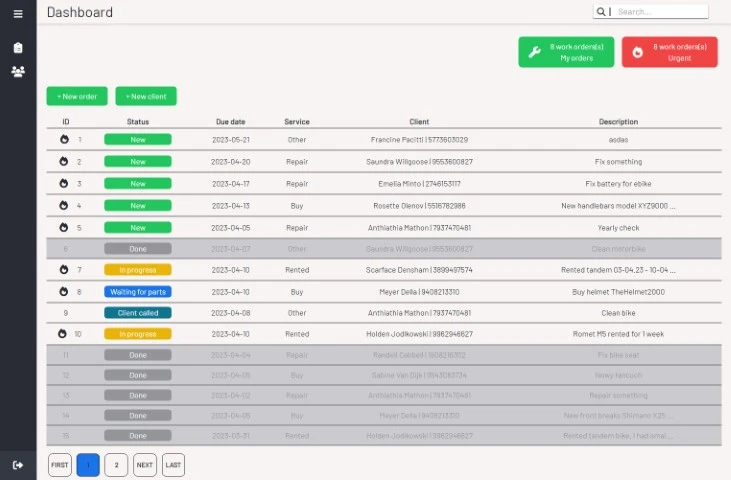 Dashboard
Search...
8 work orders(s)
My orders
8 work orders(s)
Urgent
+ New order + New client
ID Status Due date Service Client Description
1 New 2023-05-21 Other Francine Pacitti | 5773603029 asdas
2 New 2023-04-20 Repair Saundra Willgoose | 9553600827 Fix something
3 New 2023-04-17 Repair Emelia Minto | 2746153117 Fix battery for ebike
4 New 2023-04-13 Buy Rosette Olenov | 5516782986 New handlebars model XYZ9000 ...
5 New 2023-04-05 Repair Anthiathia Mathon | 7937470481 Yearly check
6 Done 2023-04-07 Other Saundra Willgoose | 9553600827 Clean motorbike
7 In progress 2023-04-10 Rented Scarface Densham | 3899497574 Rented tandem 03-04.23 - 10-04 ...
8 Waiting for parts 2023-04-10 Buy Meyer Della | 9408213310 Buy helmet TheHelmet2000
9 Client called 2023-04-08 Other Anthiathia Mathon | 7937470481 Clean bike
10 In progress 2023-04-10 Rented Holden Jodlkowski | 9962946627 Romet M5 rented for 1 week
11 Done 2023-04-04 Repair Randell Fix bike seat
12 Done 2023-04-05 Buy Sabine Van Dijk | Nowy
13 Done 2023-04-02 Repair Anthiathia Mathon | 7937470481 Repair something
14 Done 2023-04-06 Buy Meyer Della | 9408213310 New front breaks Shimano X25 ...
15 Done 2023-03-31 Rented Holden Jodlkowski | 9962946627 Rented tandem bike. I had smal ...
FIRST 1 2 NEXT LAST